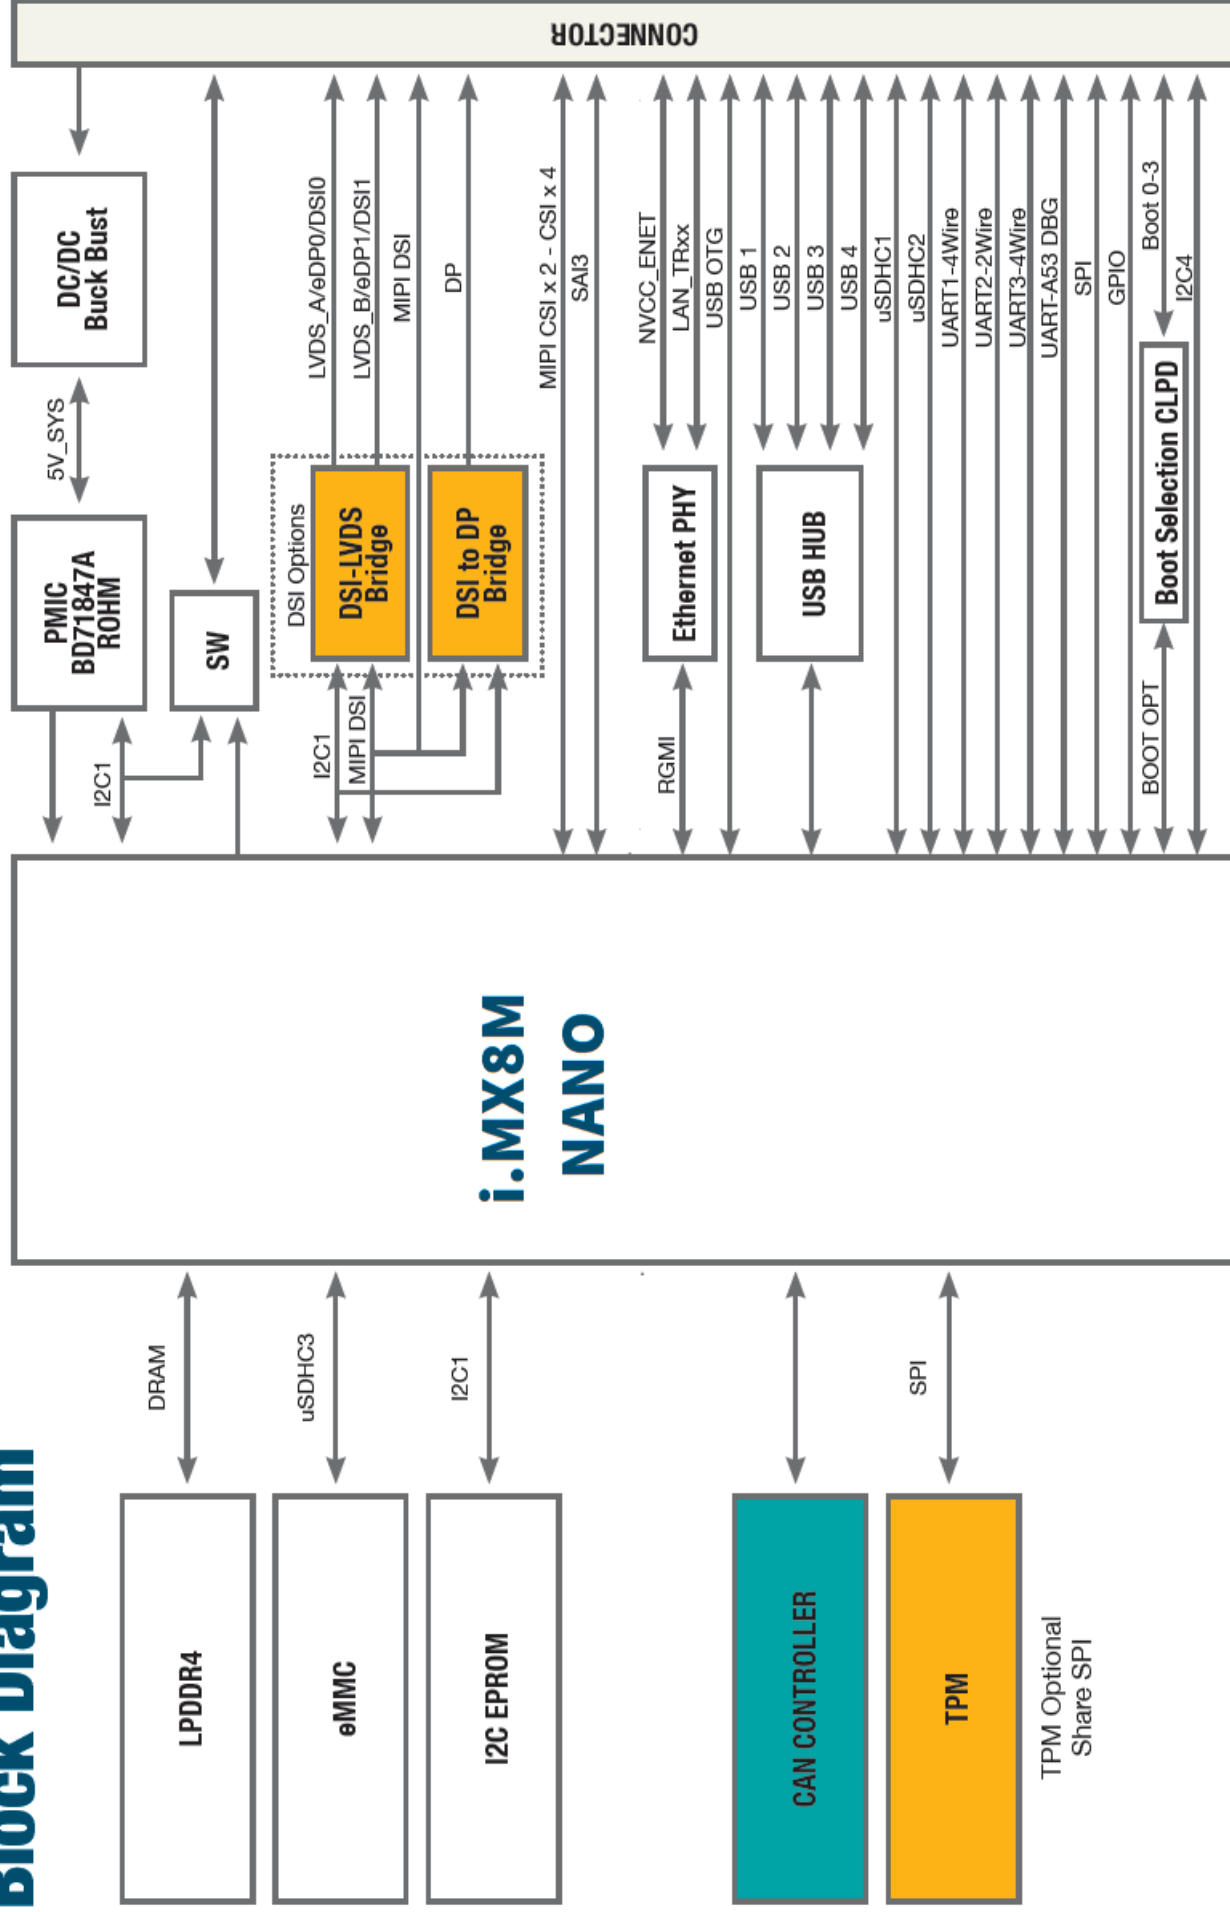 Block Diagram
LPDDR4
DRAM
eMMC
uSDHC3
I2C EPROM
I2C1
CAN CONTROLLER
TPM
SPI
TPM Optional
Share SPI
i.MX8M
NANO
PMIC
BD71847A
ROHM
5V_SYS
DC/DC
Buck Bust
I2C1
SW
DSI Options
I2C1
MIPI DSI
DSI-LVDS
Bridge
DSI to DP
Bridge
LVDS_A/eDP0/DSI0
LVDS_B/eDP1/DSI1
MIPI DSI
DP
MIPI CSI x 2 - CSI x 4
SAI3
RGMI
Ethernet PHY
NVCC_ENET
LAN_TRxx
USB OTG
USB HUB
USB 1
USB 2
USB 3
USB 4
uSDHC1
uSDHC2
UART1-4Wire
UART2-2Wire
UART3-4Wire
UART-A53 DBG
SPI
GPIO
BOOT OPT
Boot Selection CLPD
Boot 0-3
I2C4
CONNECTOR